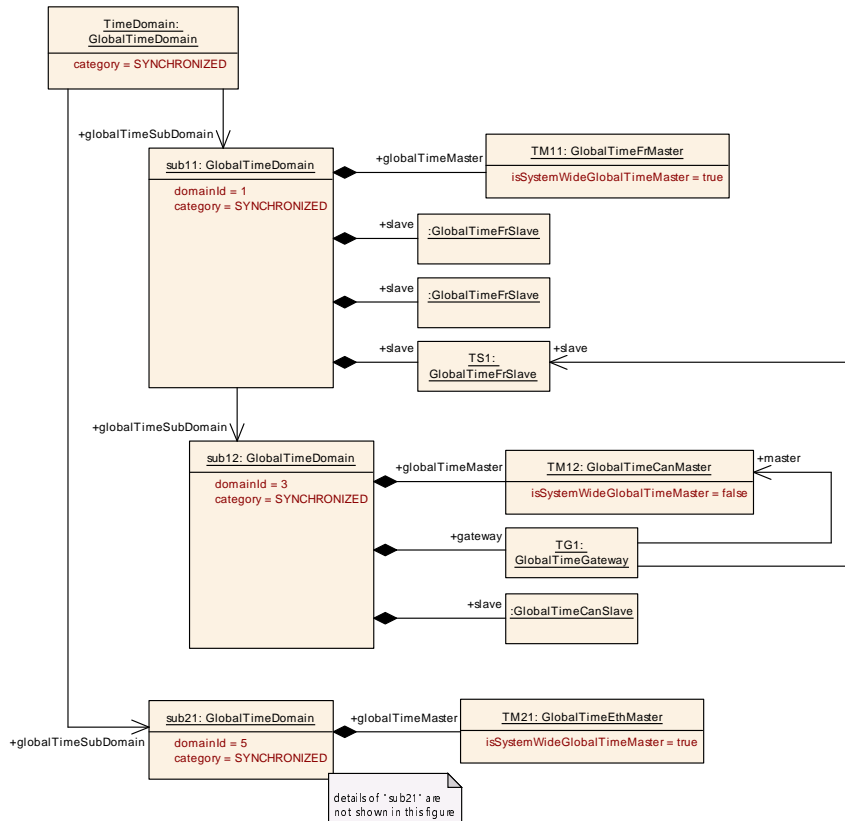 TimeDomain:
GlobalTimeDomain
category = SYNCHRONIZED
+globalTimeSubDomain
sub11: GlobalTimeDomain
domainId = 1
category = SYNCHRONIZED
+globalTimeMaster
TM11: GlobalTimeFrMaster
isSystemWideGlobalTimeMaster = true
+slave
:GlobalTimeFrSlave
+slave
:GlobalTimeFrSlave
+slave
TS1:
GlobalTimeFrSlave
+slave
+globalTimeSubDomain
sub12: GlobalTimeDomain
domainId = 3
category = SYNCHRONIZED
+globalTimeMaster
TM12: GlobalTimeCanMaster
isSystemWideGlobalTimeMaster = false
+master
+gateway
TG1:
GlobalTimeGateway
+slave
:GlobalTimeCanSlave
+globalTimeSubDomain
sub21: GlobalTimeDomain
domainId = 5
category = SYNCHRONIZED
+globalTimeMaster
TM21: GlobalTimeEthMaster
isSystemWideGlobalTimeMaster = true
details of "sub21" are
not shown in this figure